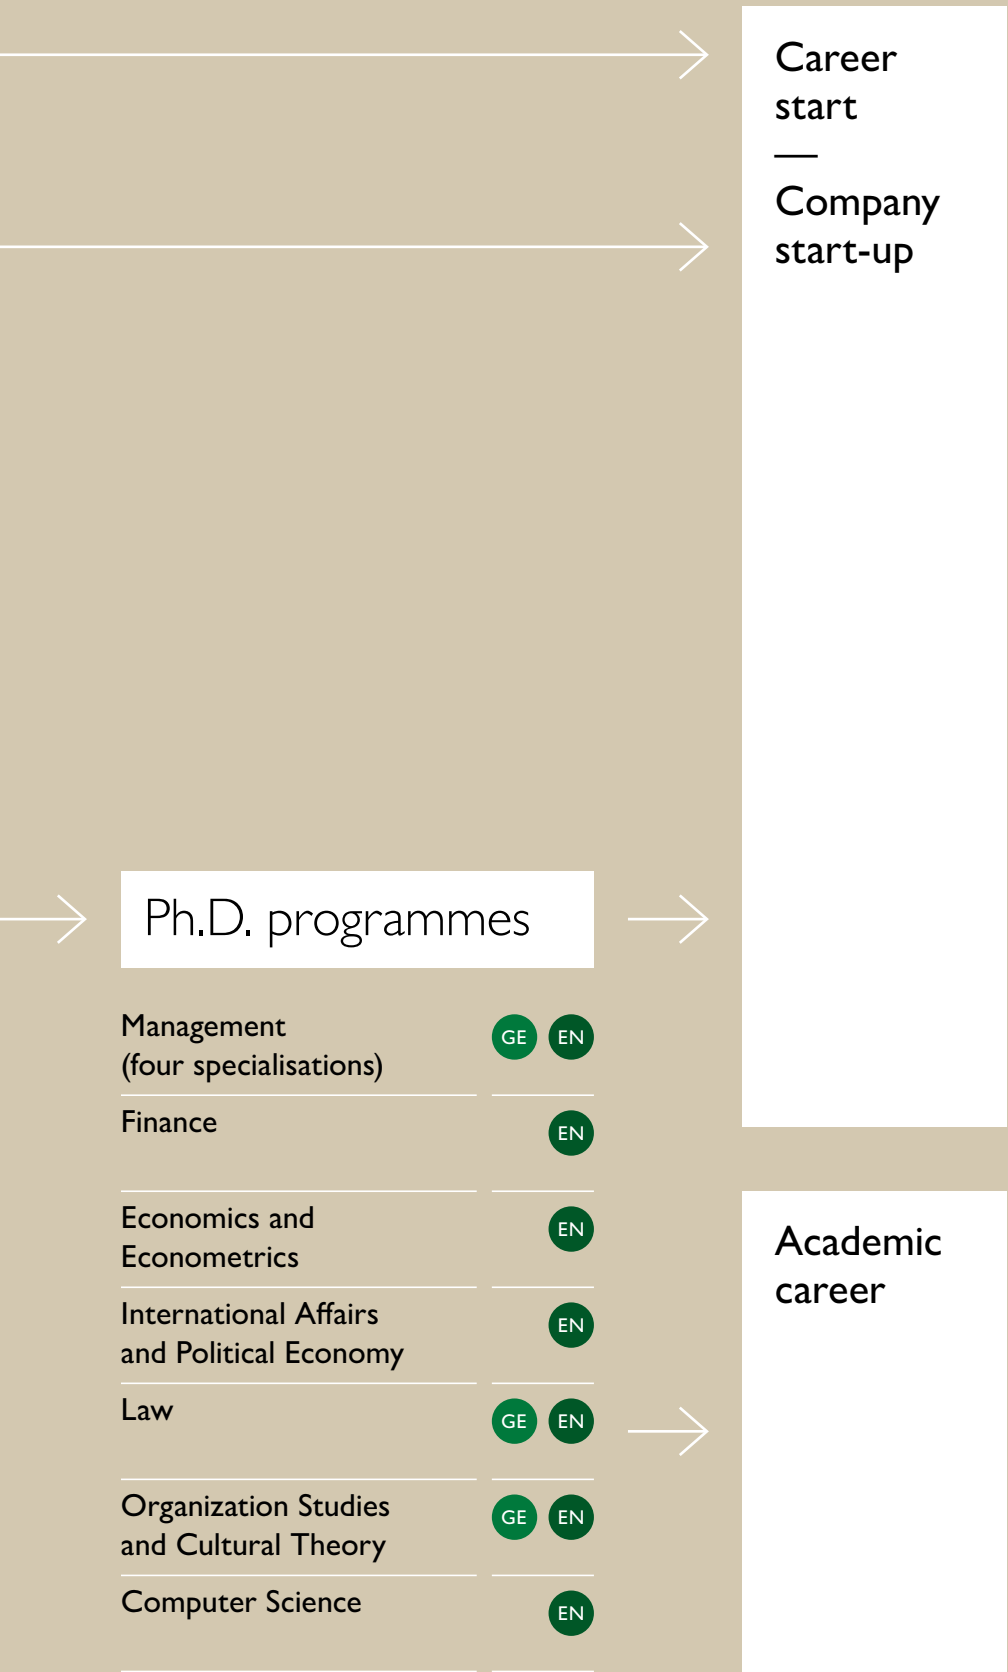 Career
start
—
Company
start-up
Ph.D. programmes
Management
(four specialisations)
GE EN
Finance
EN
Economics and
Econometrics
EN
International Affairs
and Political Economy
EN
Law
GE EN
Organization Studies
and Cultural Theory
GE EN
Computer Science
EN
Academic
career